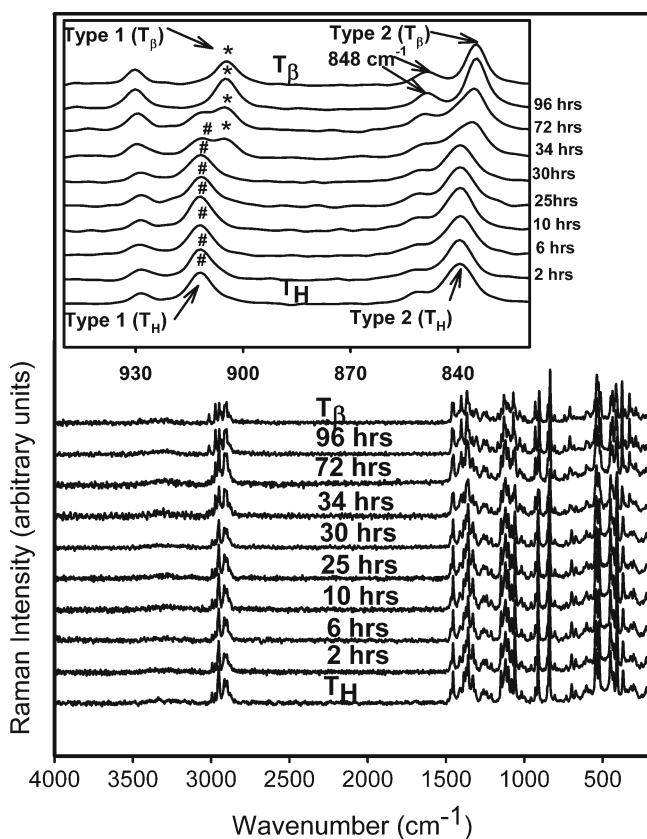 Type 1 (Tβ)
Type 2 (Tβ)
848 cm⁻¹
Tβ
*
*
*
*
#
#
#
#
#
#
#
96 hrs
72 hrs
34 hrs
30hrs
25hrs
10 hrs
6 hrs
2 hrs
TH
Type 1 (TH)
Type 2 (TH)
930 900 870 840
Tβ
96 hrs
72 hrs
34 hrs
30 hrs
25 hrs
10 hrs
6 hrs
2 hrs
TH
Raman Intensity (arbitrary units)
4000 3500 3000 2500 2000 1500 1000 500
Wavenumber (cm⁻¹)